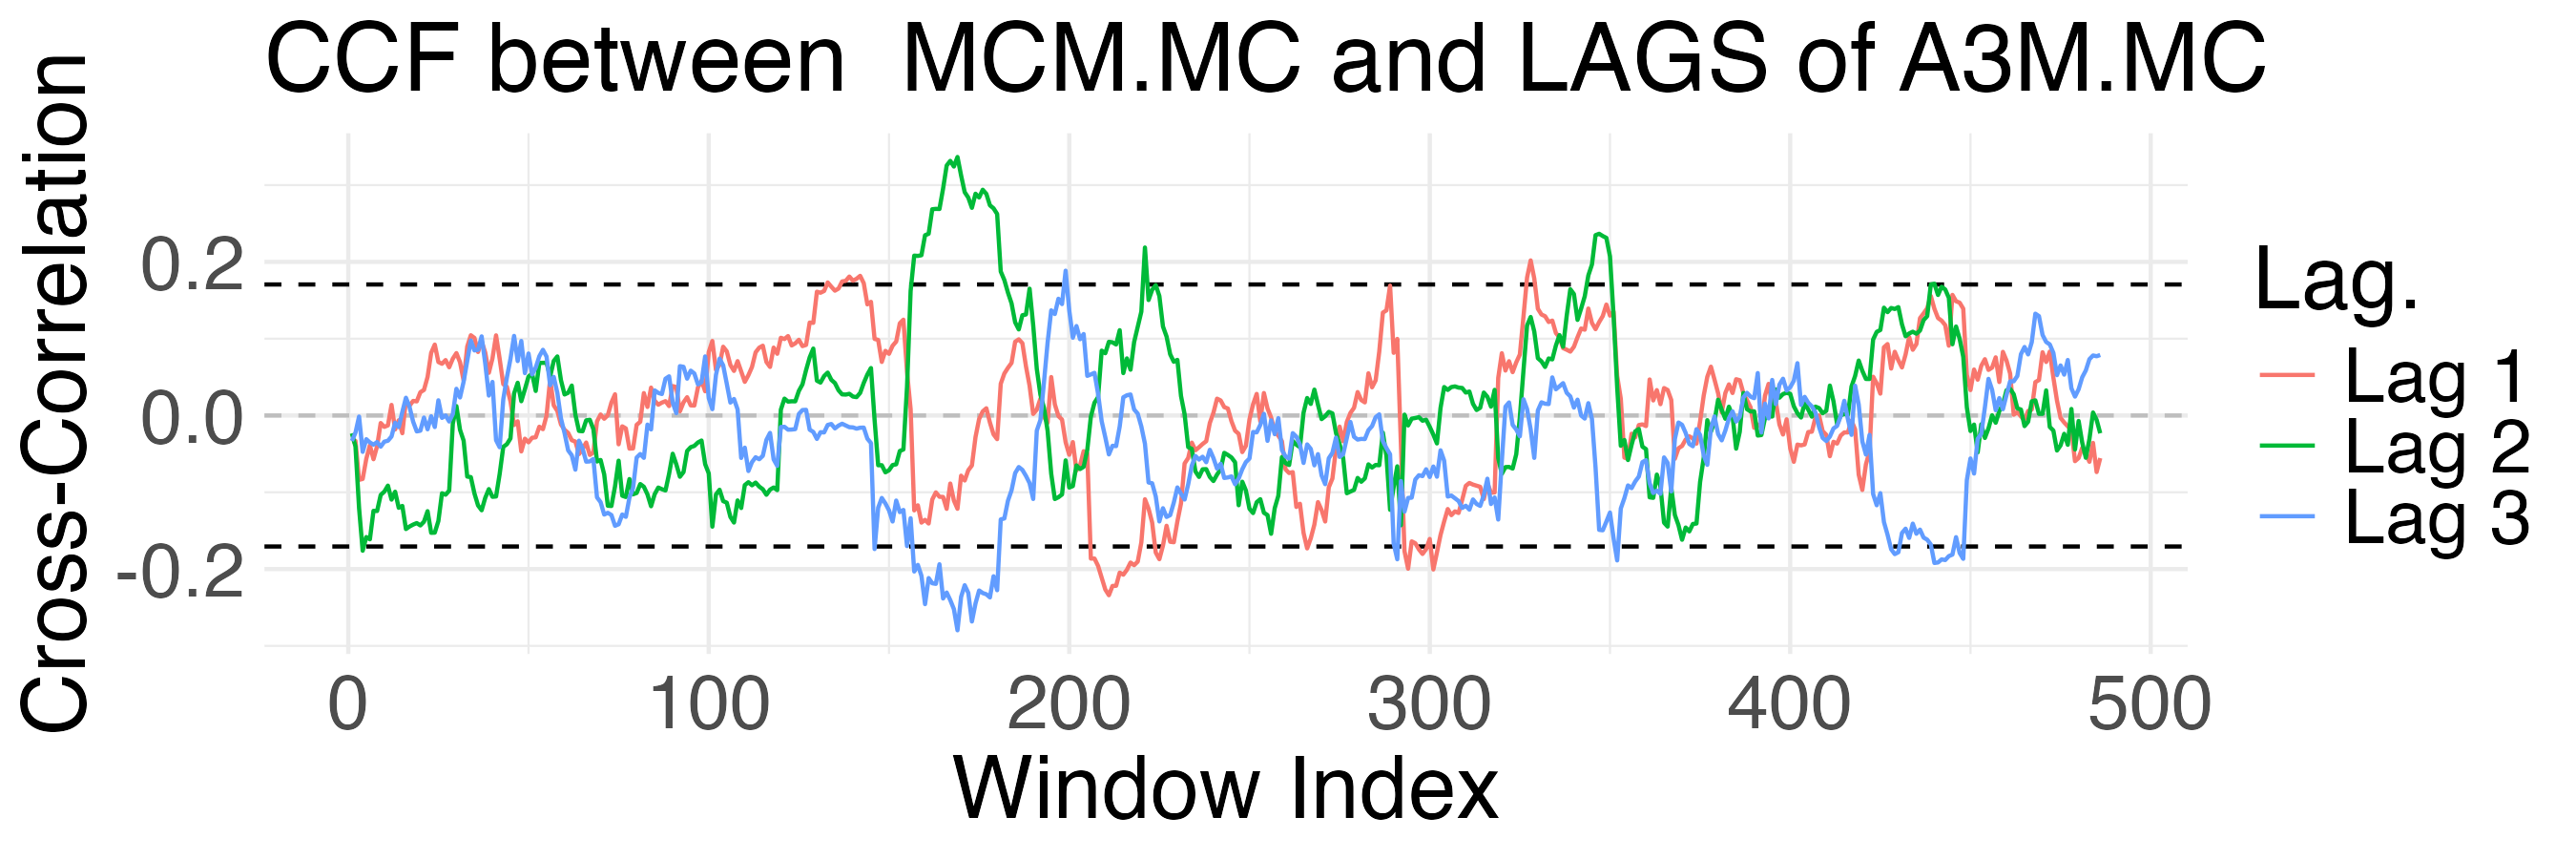 CCF between  MCM.MC and LAGS of A3M.MC
Cross-Correlation
0.2
0.0
-0.2
0 100 200 300 400 500
Window Index
Lag.
Lag 1
Lag 2
Lag 3